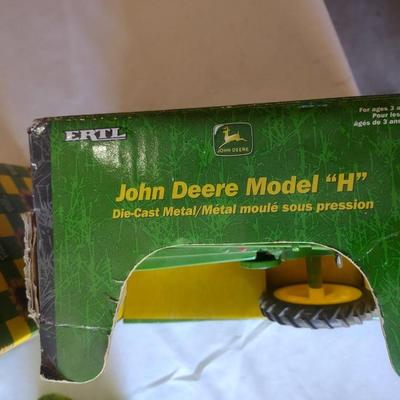 ERTL
JOHN DEERE
For ages 3 a
Pour les
âgés de 3 ans
John Deere Model “H”
Die-Cast Metal/Métal moulé sous pression